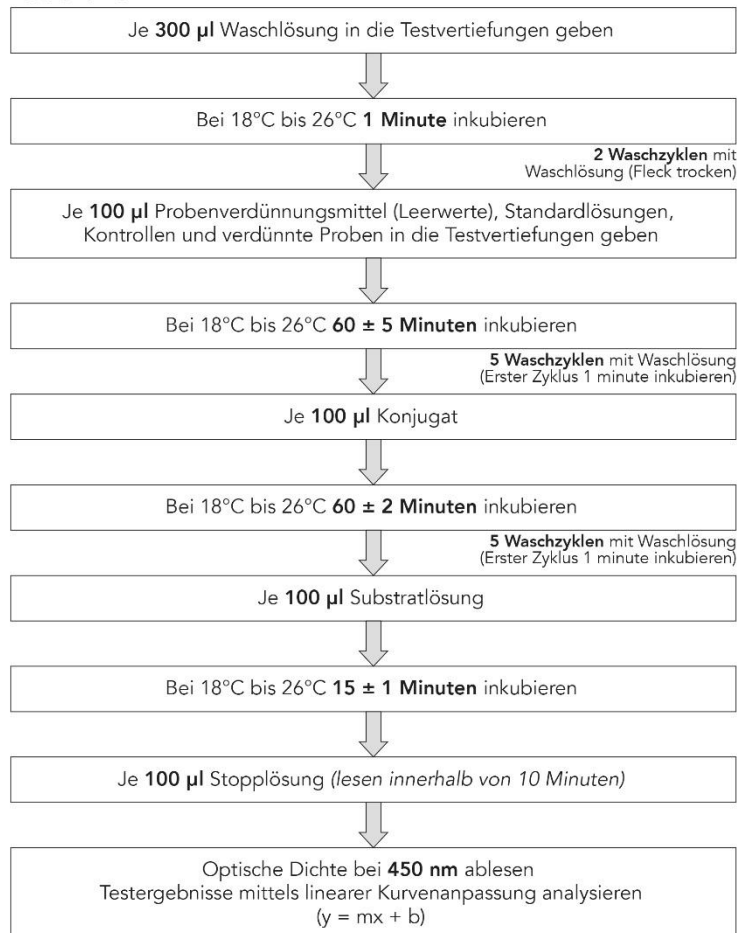 Je 300 µl Waschlösung in die Testvertiefungen geben
Bei 18°C bis 26°C 1 Minute inkubieren
2 Waschzyklen mit
Waschlösung (Fleck trocken)
Je 100 µl Probenverdünnungsmittel (Leerwerte), Standardlösungen,
Kontrollen und verdünnte Proben in die Testvertiefungen geben
Bei 18°C bis 26°C 60 ± 5 Minuten inkubieren
5 Waschzyklen mit Waschlösung
(Erster Zyklus 1 minute inkubieren)
Je 100 µl Konjugat
Bei 18°C bis 26°C 60 ± 2 Minuten inkubieren
5 Waschzyklen mit Waschlösung
(Erster Zyklus 1 minute inkubieren)
Je 100 µl Substratlösung
Bei 18°C bis 26°C 15 ± 1 Minuten inkubieren
Je 100 µl Stopplösung (lesen innerhalb von 10 Minuten)
Optische Dichte bei 450 nm ablesen
Testergebnisse mittels linearer Kurvenanpassung analysieren
(y = mx + b)